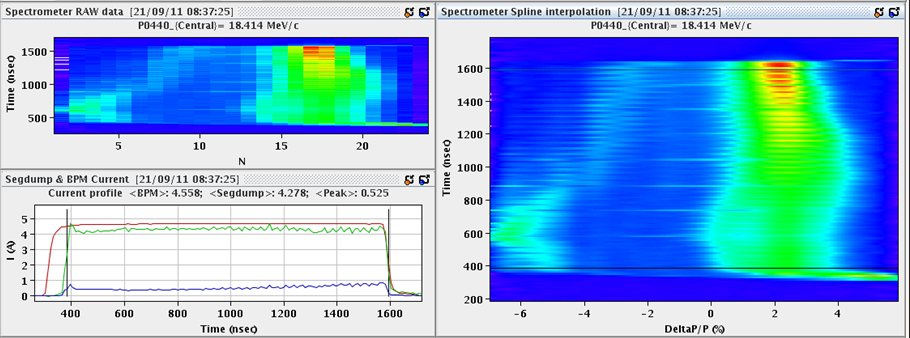 Spectrometer RAW data [21/09/11 08:37:25]
P0440_(Central)= 18.414 MeV/c
Time (nsec)
1500
1000
500
5 10 15 20
N
Segdump & BPM Current [21/09/11 08:37:25]
Current profile <BPM>: 4.558; <Segdump>: 4.278; <Peak>: 0.525
I (A)
5
4
3
2
1
0
400 600 800 1000 1200 1400 1600
Time (nsec)
Spectrometer Spline interpolation [21/09/11 08:37:25]
P0440_(Central)= 18.414 MeV/c
Time (nsec)
1600
1400
1200
1000
800
600
400
200
-6 -4 -2 0 2 4
DeltaP/P (%)